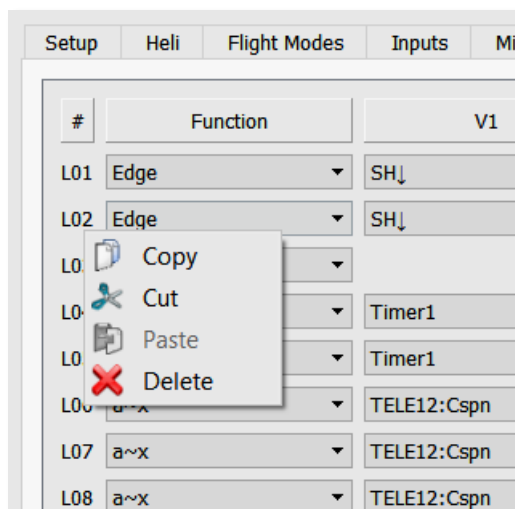 Setup Heli Flight Modes Inputs
# Function V1
L01 Edge SH↓
L02 Edge SH↓
Copy
Cut
Timer1
Paste
Timer1
Delete
a~x TELE12:Cspn
L07 a~x TELE12:Cspn
L08 a~x TELE12:Cspn